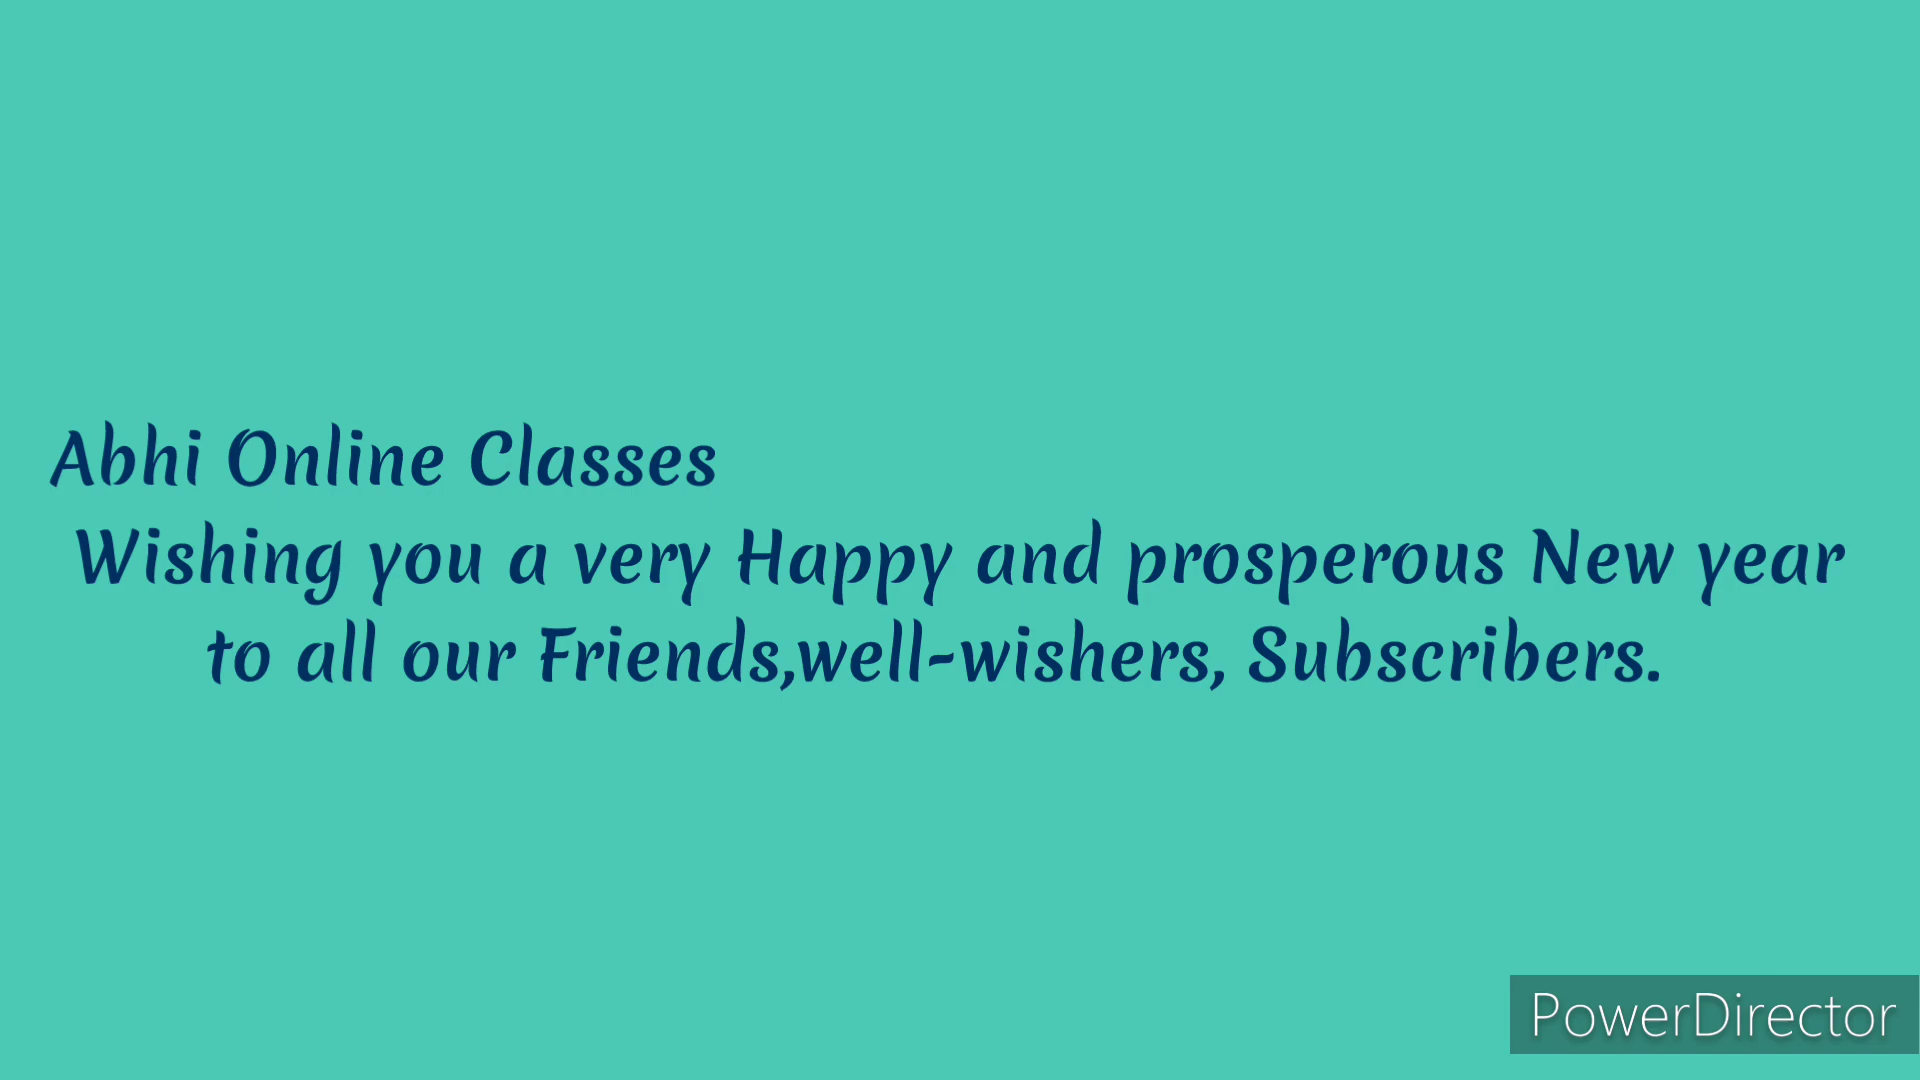 Abhi Online Classes
Wishing you a very Happy and prosperous New year
to all our Friends,well-wishers, Subscribers.
PowerDirector